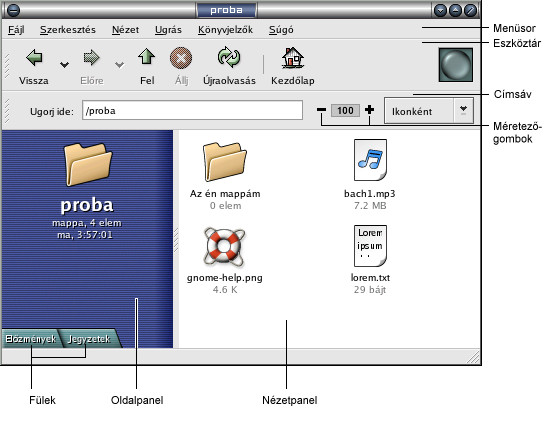 proba
Fájl Szerkesztés Nézet Ugrás Könyvjelzők Súgó
Menüsor
Eszköztár
Vissza Előre Fel Állj Újraolvasás Kezdőlap
Címsáv
Ugorj ide: /proba 100 Ikonként
Méretező-
gombok
proba
mappa, 4 elem
ma, 3:57:01
Az én mappám
0 elem
bach1.mp3
7.2 MB
gnome-help.png
4.6 K
Lorem
ipsum
lorem.txt
29 bájt
Előzmények Jegyzetek
Fülek Oldalpanel Nézetpanel